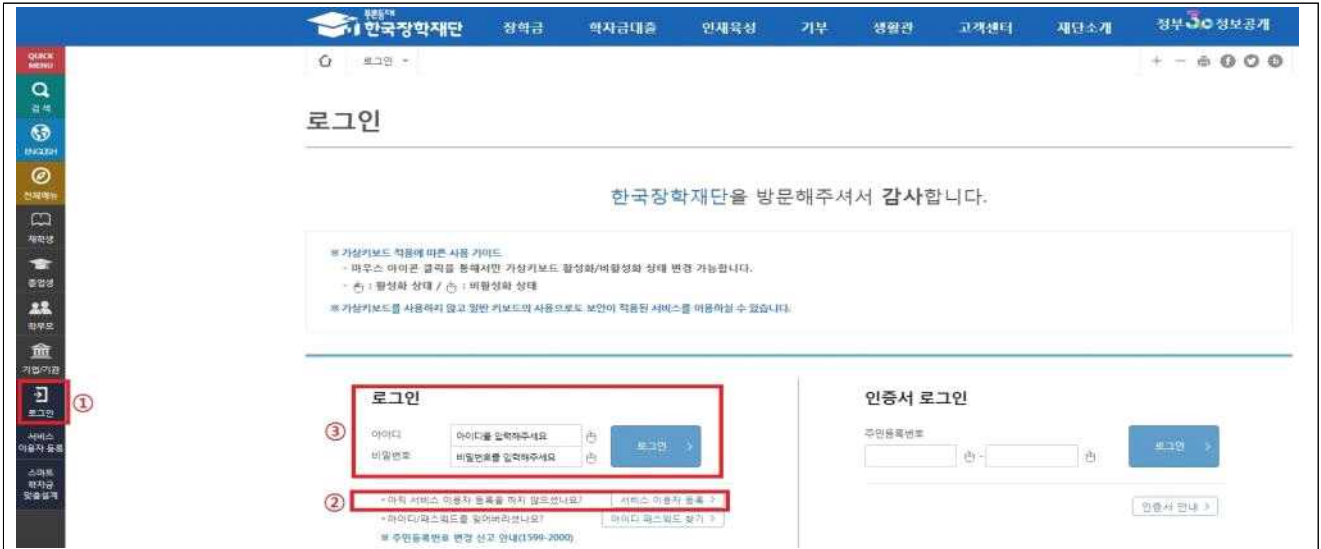 푸른등대
한국장학재단 장학금 학자금대출 인재육성 기부 생활관 고객센터 재단소개 정부3.0 정보공개
QUICK MENU
검색
ENGLISH
전체메뉴
재학생
졸업생
학부모
기업/기관
로그인
서비스
이용자 등록
스마트
학자금
맞춤설계
①
로그인
로그인
한국장학재단을 방문해주셔서 감사합니다.
※ 가상키보드 적용에 따른 사용 가이드
- 마우스 아이콘 클릭을 통해서만 가상키보드 활성화/비활성화 상태 변경 가능합니다.
- : 활성화 상태 / : 비활성화 상태
※ 가상키보드를 사용하지 않고 일반 키보드의 사용으로도 보안이 적용된 서비스를 이용하실 수 있습니다.
③
로그인
아이디 아이디를 입력해주세요
비밀번호 비밀번호를 입력해주세요
로그인 >
②
• 아직 서비스 이용자 등록을 하지 않으셨나요? 서비스 이용자 등록 >
• 아이디/패스워드를 잊어버리셨나요? 아이디 패스워드 찾기 >
※ 주민등록번호 변경 신고 안내(1599-2000)
인증서 로그인
주민등록번호
-
로그인 >
인증서 안내 >